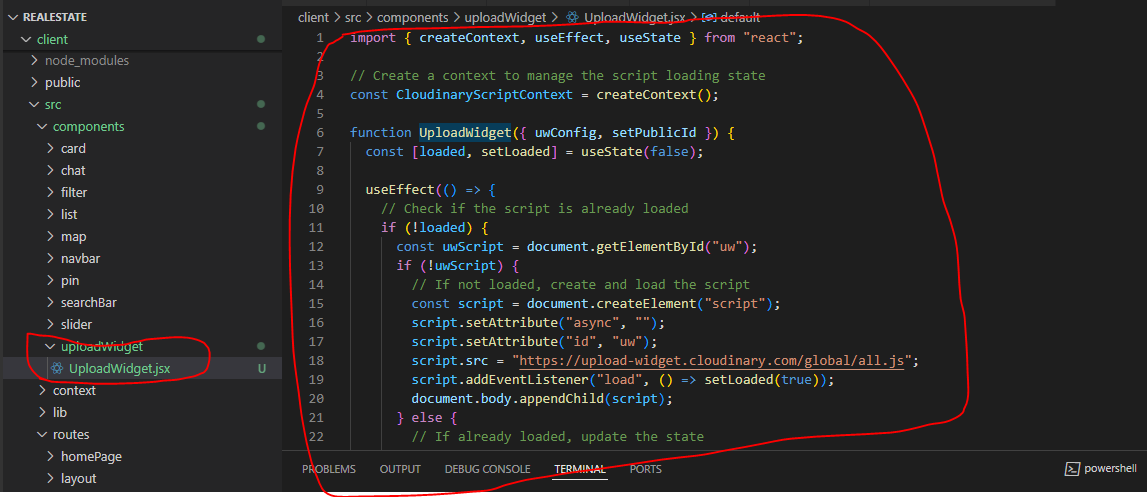 REALESTATE
client
node_modules
public
src
components
card
chat
filter
list
map
navbar
pin
searchBar
slider
uploadWidget
UploadWidget.jsx U
context
lib
routes
homePage
layout
client > src > components > uploadWidget > UploadWidget.jsx > default
1 import { createContext, useEffect, useState } from "react";
2
3 // Create a context to manage the script loading state
4 const CloudinaryScriptContext = createContext();
5
6 function UploadWidget({ uwConfig, setPublicId }) {
7 const [loaded, setLoaded] = useState(false);
8
9 useEffect(() => {
10 // Check if the script is already loaded
11 if (!loaded) {
12 const uwScript = document.getElementById("uw");
13 if (!uwScript) {
14 // If not loaded, create and load the script
15 const script = document.createElement("script");
16 script.setAttribute("async", "");
17 script.setAttribute("id", "uw");
18 script.src = "https://upload-widget.cloudinary.com/global/all.js";
19 script.addEventListener("load", () => setLoaded(true));
20 document.body.appendChild(script);
21 } else {
22 // If already loaded, update the state
PROBLEMS OUTPUT DEBUG CONSOLE TERMINAL PORTS powershell